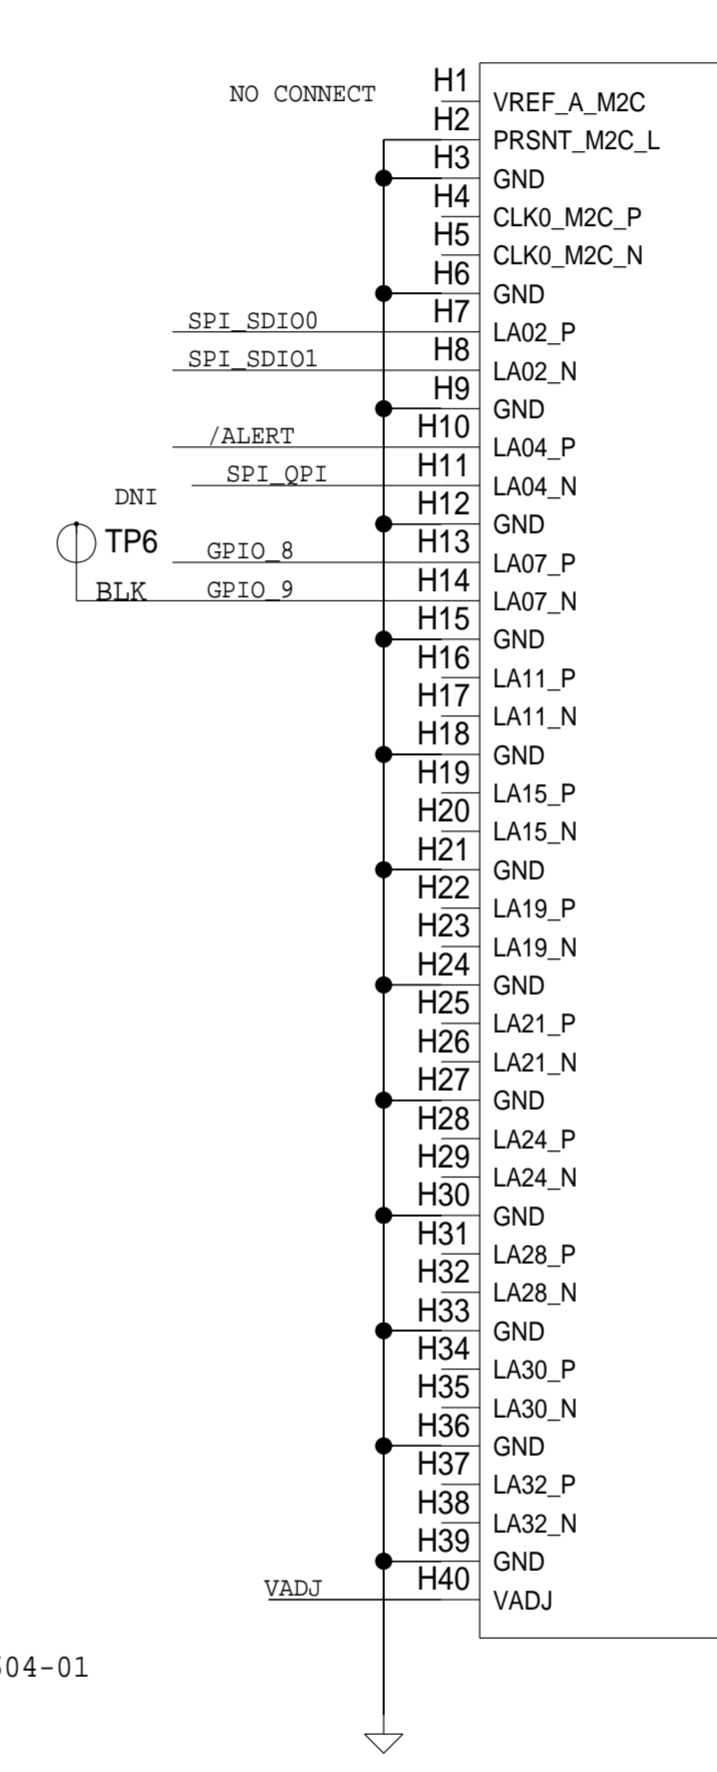 NO CONNECT
H1 VREF_A_M2C
H2 PRSNT_M2C_L
H3 GND
H4 CLK0_M2C_P
H5 CLK0_M2C_N
H6 GND
SPI_SDIO0 H7 LA02_P
SPI_SDIO1 H8 LA02_N
H9 GND
/ALERT H10 LA04_P
SPI_QPI H11 LA04_N
DNI
H12 GND
TP6 GPIO_8 H13 LA07_P
BLK GPIO_9 H14 LA07_N
H15 GND
H16 LA11_P
H17 LA11_N
H18 GND
H19 LA15_P
H20 LA15_N
H21 GND
H22 LA19_P
H23 LA19_N
H24 GND
H25 LA21_P
H26 LA21_N
H27 GND
H28 LA24_P
H29 LA24_N
H30 GND
H31 LA28_P
H32 LA28_N
H33 GND
H34 LA30_P
H35 LA30_N
H36 GND
H37 LA32_P
H38 LA32_N
H39 GND
VADJ H40 VADJ
04-01